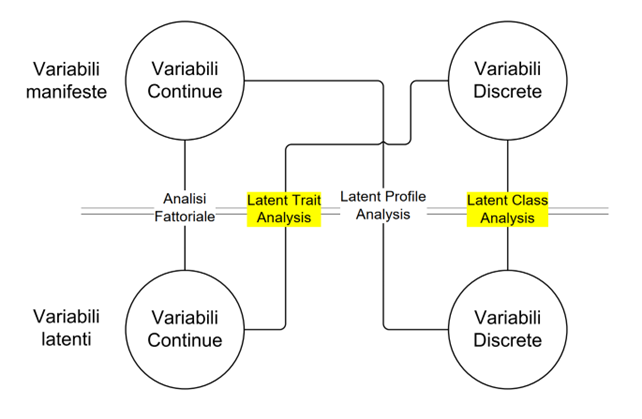 Variabili
manifeste
Variabili
Continue
Variabili
Discrete
Analisi
Fattoriale
Latent Trait
Analysis
Latent Profile
Analysis
Latent Class
Analysis
Variabili
latenti
Variabili
Continue
Variabili
Discrete